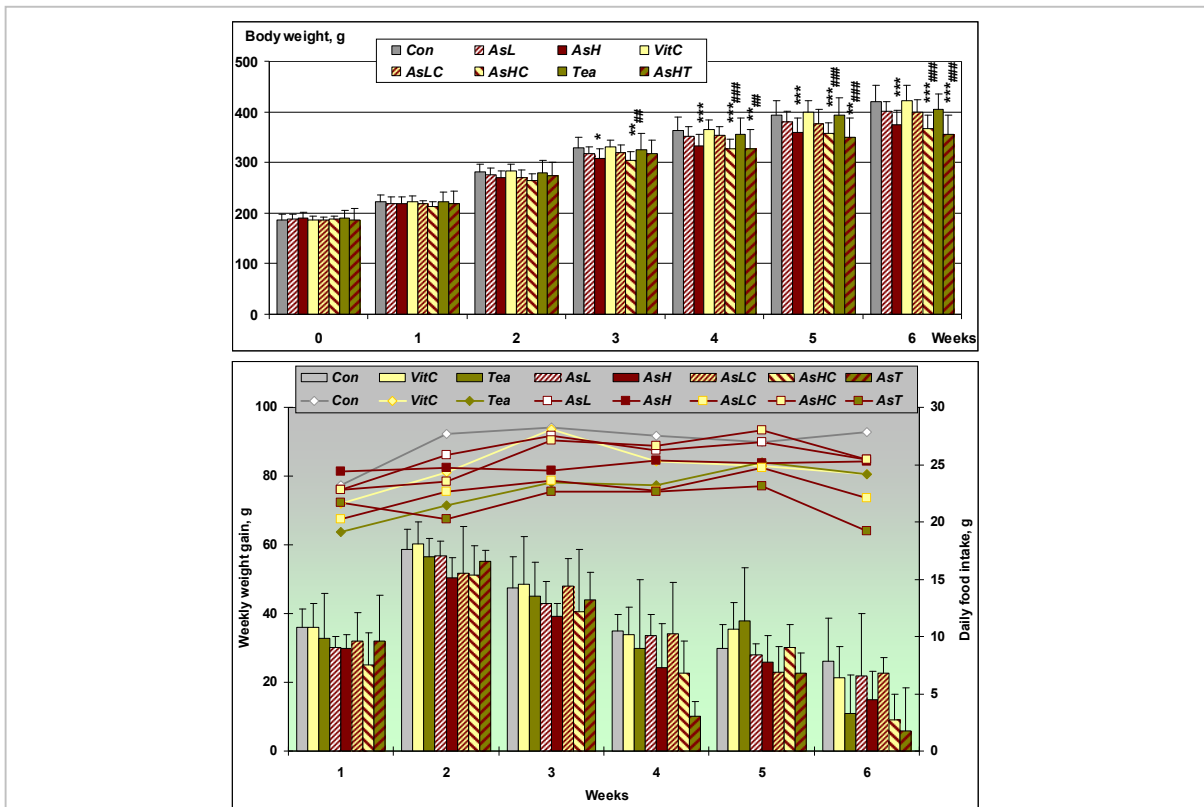 Body weight, g
Con AsL AsH VitC
AsLC AsHC Tea AsHT
500
400
300
200
100
0
* ** ## *** *** ### ** ## *** *** ### ** ### *** *** #### *** ####
0 1 2 3 4 5 6 Weeks
Con VitC Tea AsL AsH AsLC AsHC AsT
Con VitC Tea AsL AsH AsLC AsHC AsT
Weekly weight gain, g
100
80
60
40
20
0
30
25
20
15
10
5
0
Daily food intake, g
1 2 3 4 5 6
Weeks